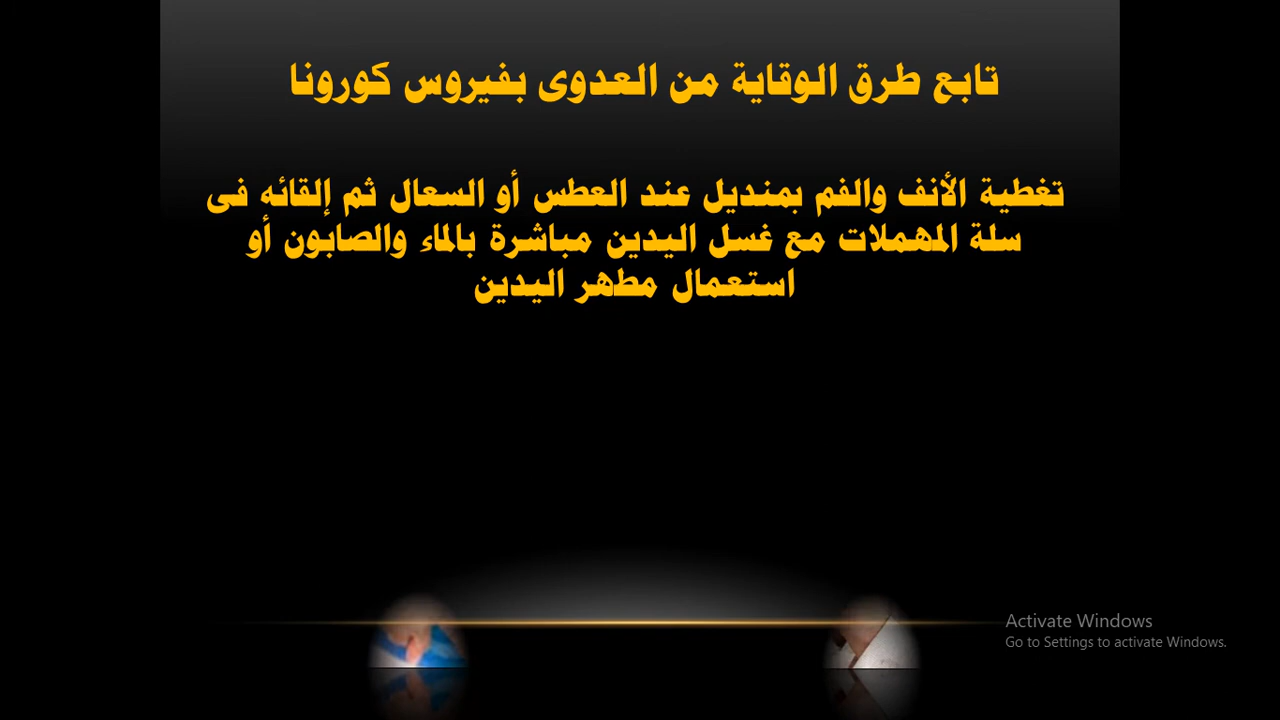 تابع طرق الوقاية من العدوى بفيروس كورونا
تغطية الأنف والفم بمنديل عند العطس أو السعال ثم إلقائه فى
سلة المهملات مع غسل اليدين مباشرة بالماء والصابون أو
استعمال مطهر اليدين
Activate Windows
Go to Settings to activate Windows.